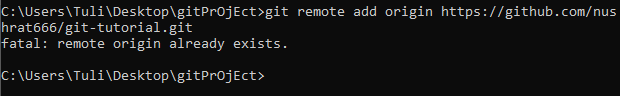 C:\Users\Tuli\Desktop\gitPrOjEct>git remote add origin https://github.com/nus
hrat666/git-tutorial.git
fatal: remote origin already exists.
C:\Users\Tuli\Desktop\gitPrOjEct>